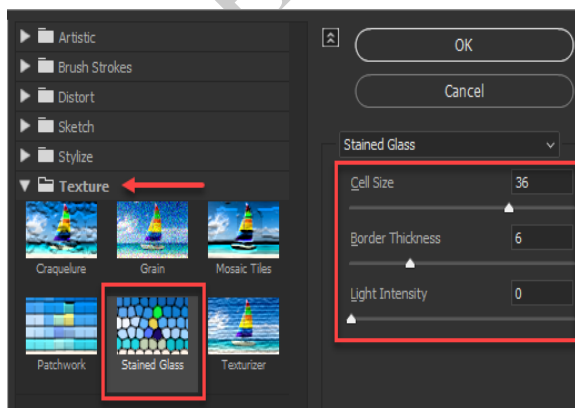 Artistic
Brush Strokes
Distort
Sketch
Stylize
Texture
Craquelure
Grain
Mosaic Tiles
Patchwork
Stained Glass
Texturizer
OK
Cancel
Stained Glass
Cell Size 36
Border Thickness 6
Light Intensity 0